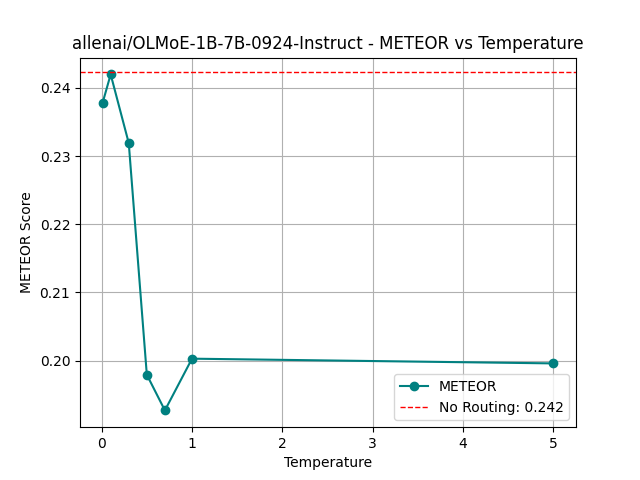 allenai/OLMoE-1B-7B-0924-Instruct - METEOR vs Temperature
METEOR Score
0.24
0.23
0.22
0.21
0.20
0 1 2 3 4 5
Temperature
METEOR
No Routing: 0.242